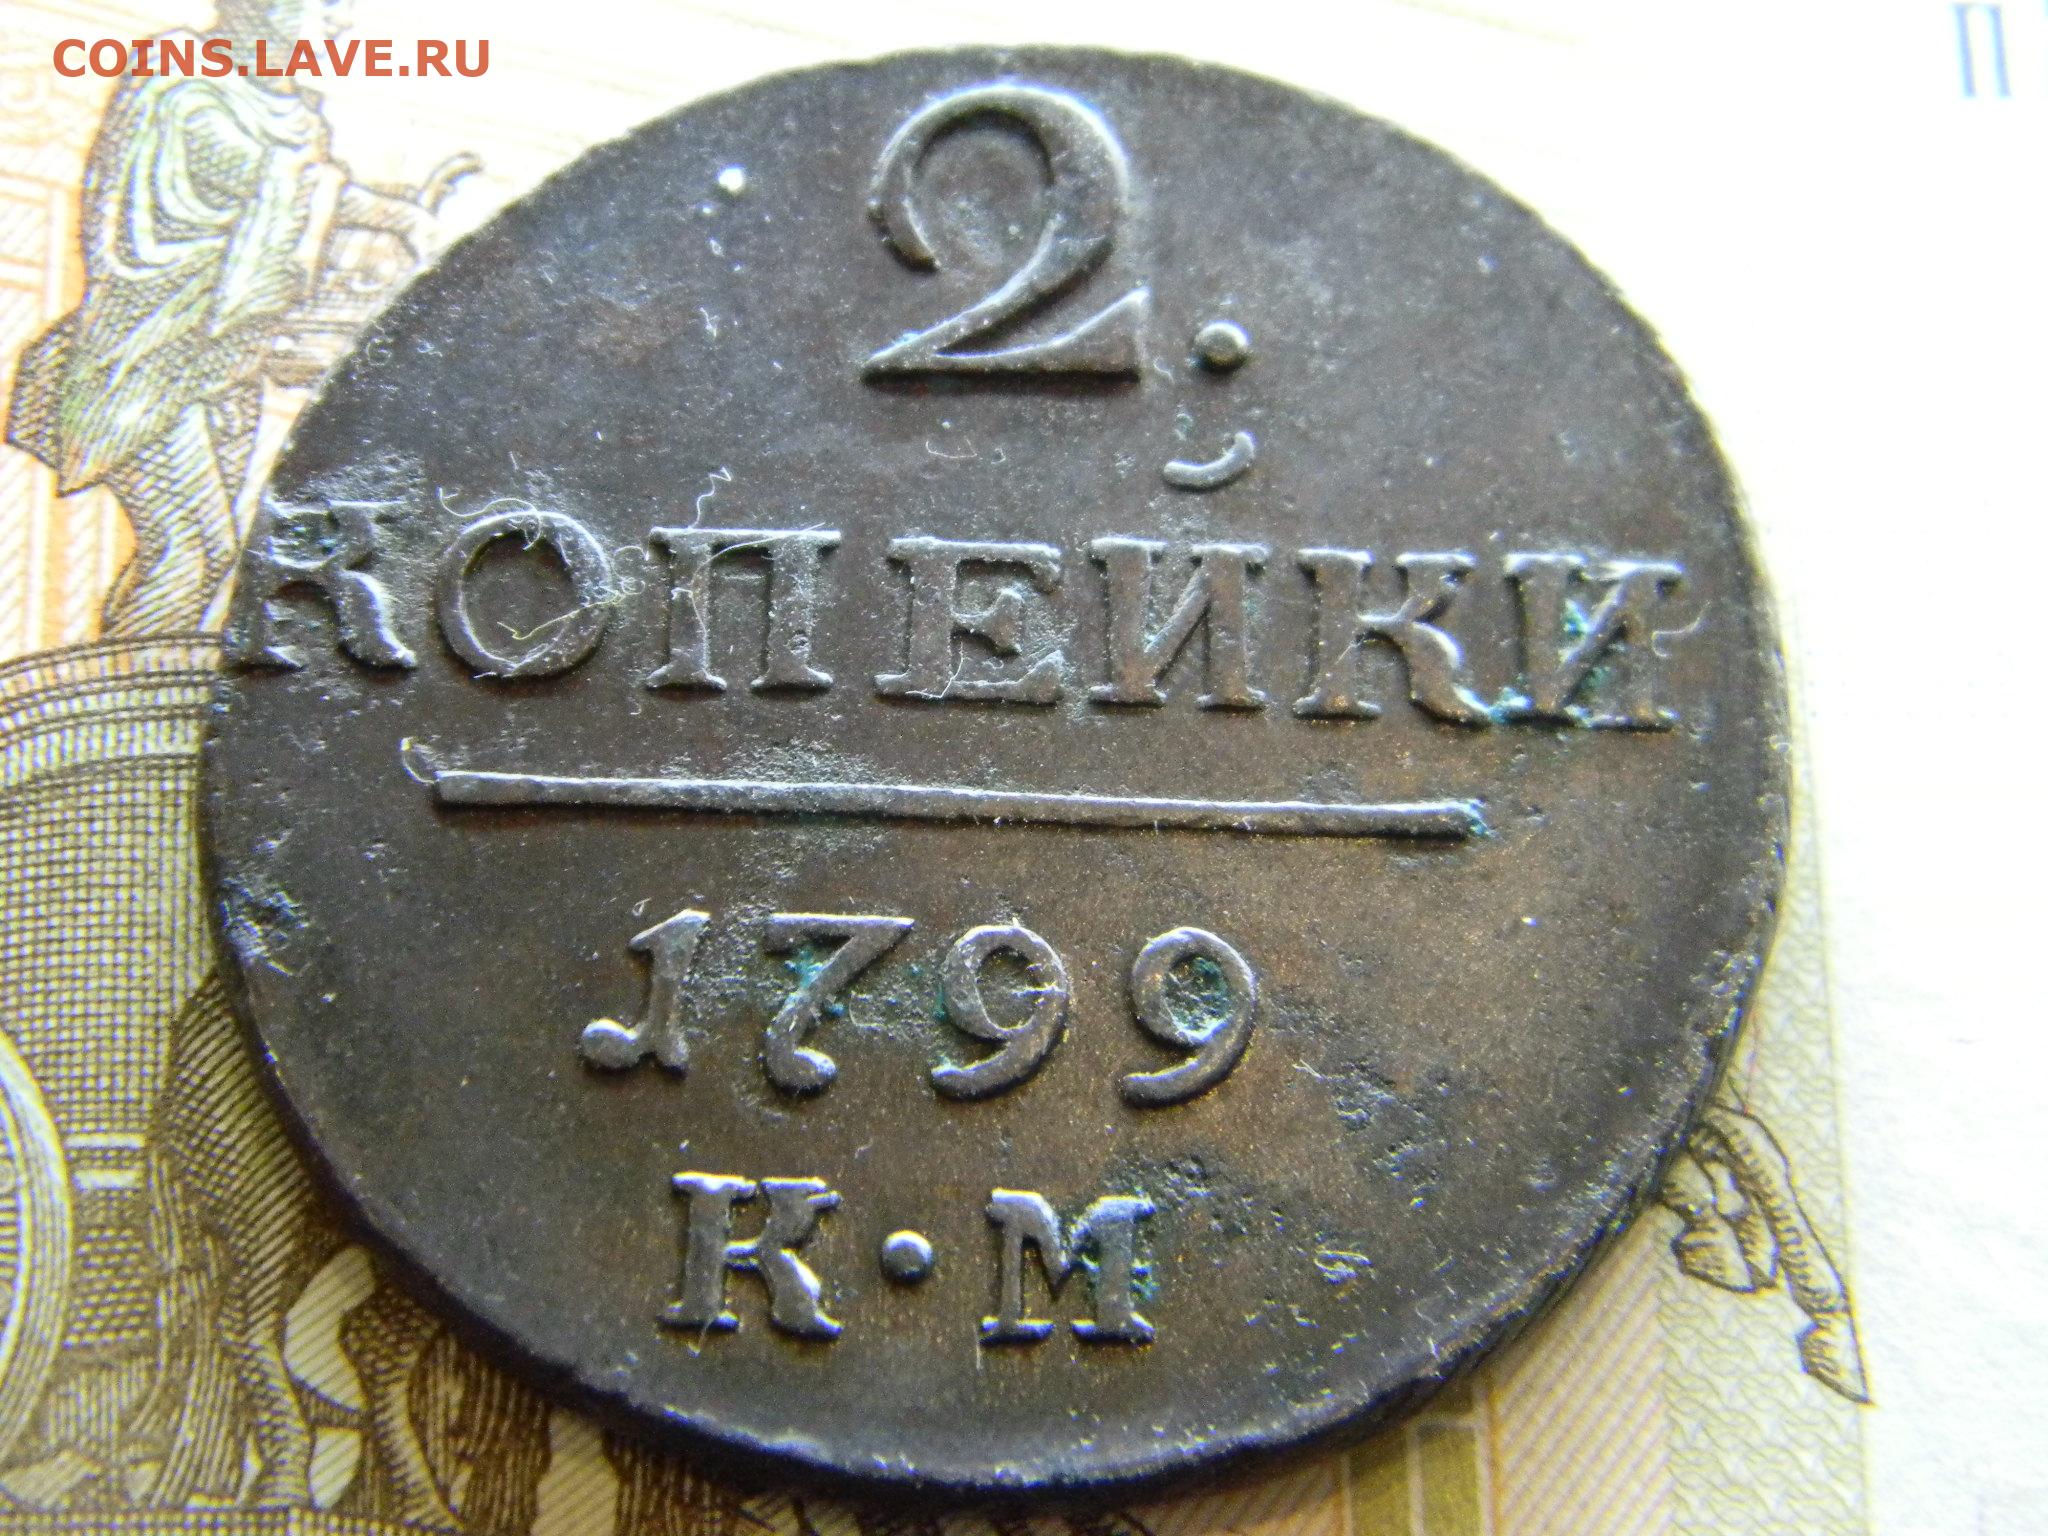 COINS.LAVE.RU
П
2.
КОПЕЙКИ
1799
К·М